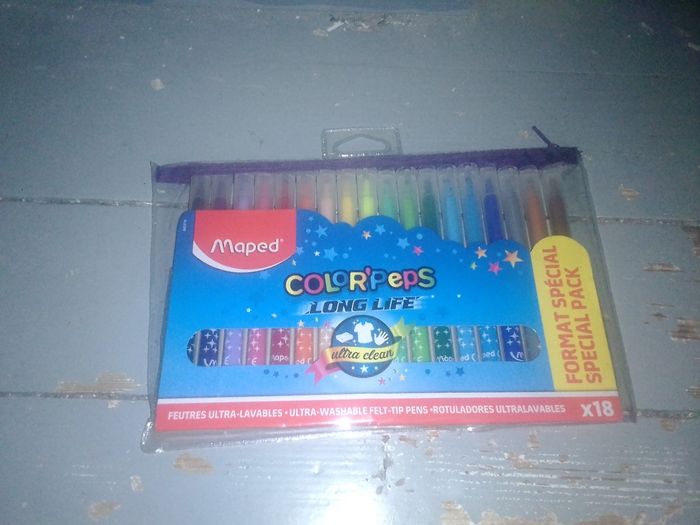 Maped
COLOR'PePS
LONG LIFE
ultra clean
FORMAT SPÉCIAL
SPECIAL PACK
FEUTRES ULTRA-LAVABLES • ULTRA-WASHABLE FELT-TIP PENS • ROTULADORES ULTRALAVABLES
x18